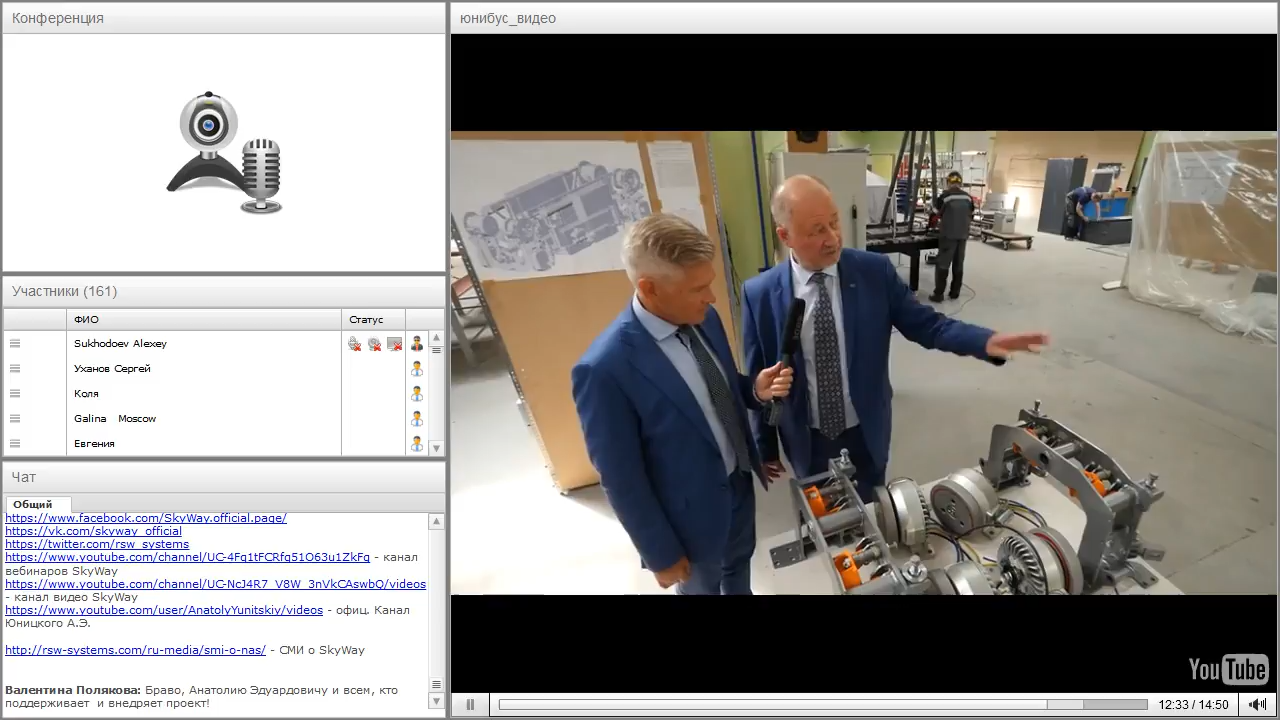 Конференция
юнибус_видео
Участники (161)
ФИО Статус
Sukhodoev Alexey
Уханов Сергей
Коля
Galina Moscow
Евгения
Чат
Общий
https://www.facebook.com/SkyWay.official.page/
https://vk.com/skyway_official
https://twitter.com/rsw_systems
https://www.youtube.com/channel/UC-4Fq1tFCRfq51O63u1ZkFg - канал
вебинаров SkyWay
https://www.youtube.com/channel/UC-NcJ4R7_V8W_3nVkCAswbQ/videos
- канал видео SkyWay
https://www.youtube.com/user/AnatolyYunitskiy/videos - офиц. Канал
Юницкого А.Э.
http://rsw-systems.com/ru-media/smi-o-nas/ - СМИ о SkyWay
Валентина Полякова: Браво, Анатолию Эдуардовичу и всем, кто
поддерживает и внедряет проект!
YouTube
12:33 / 14:50